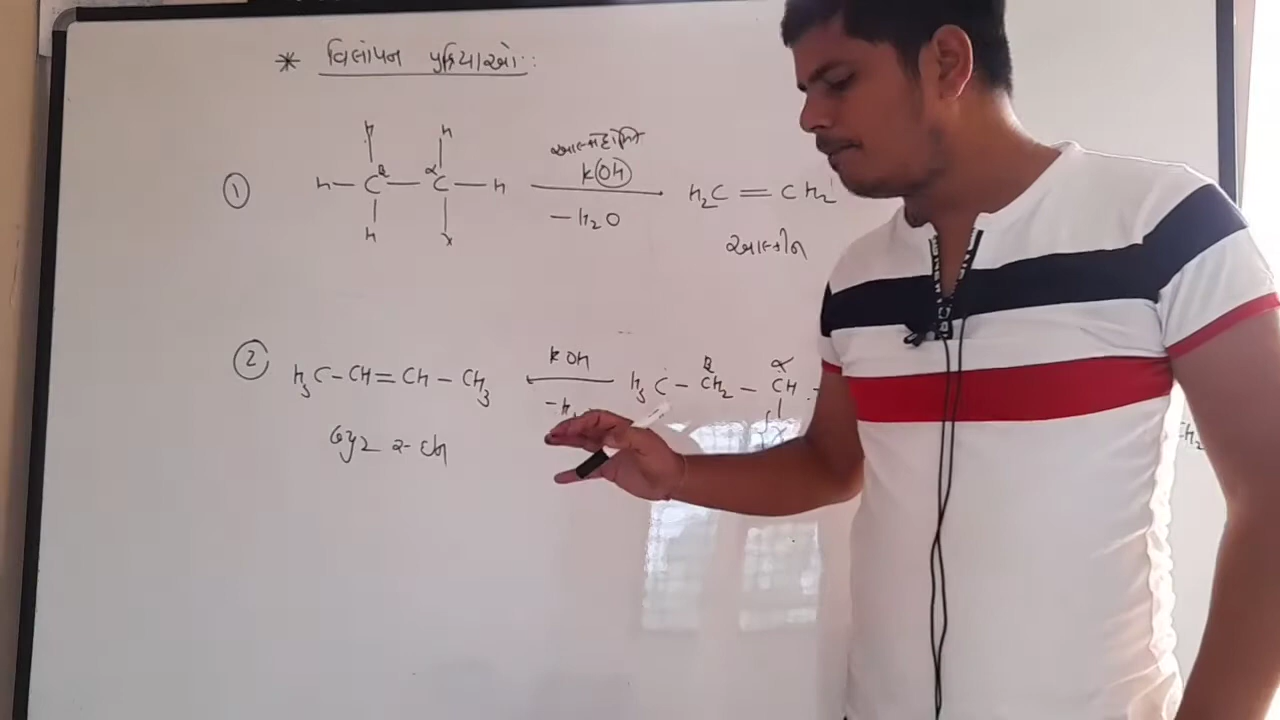 * વિલોપન પ્રક્રિયાઓ :
①
H H
H – C – C – H
β α
H X
આલ્કોહોલિક
KOH
– H₂O
H₂C = CH₂
આલ્કીન
②
H₃C – CH = CH – CH₃
KOH
H₃C – CH₂ – CH
β α
X
બ્યુટ 2 - ઇન